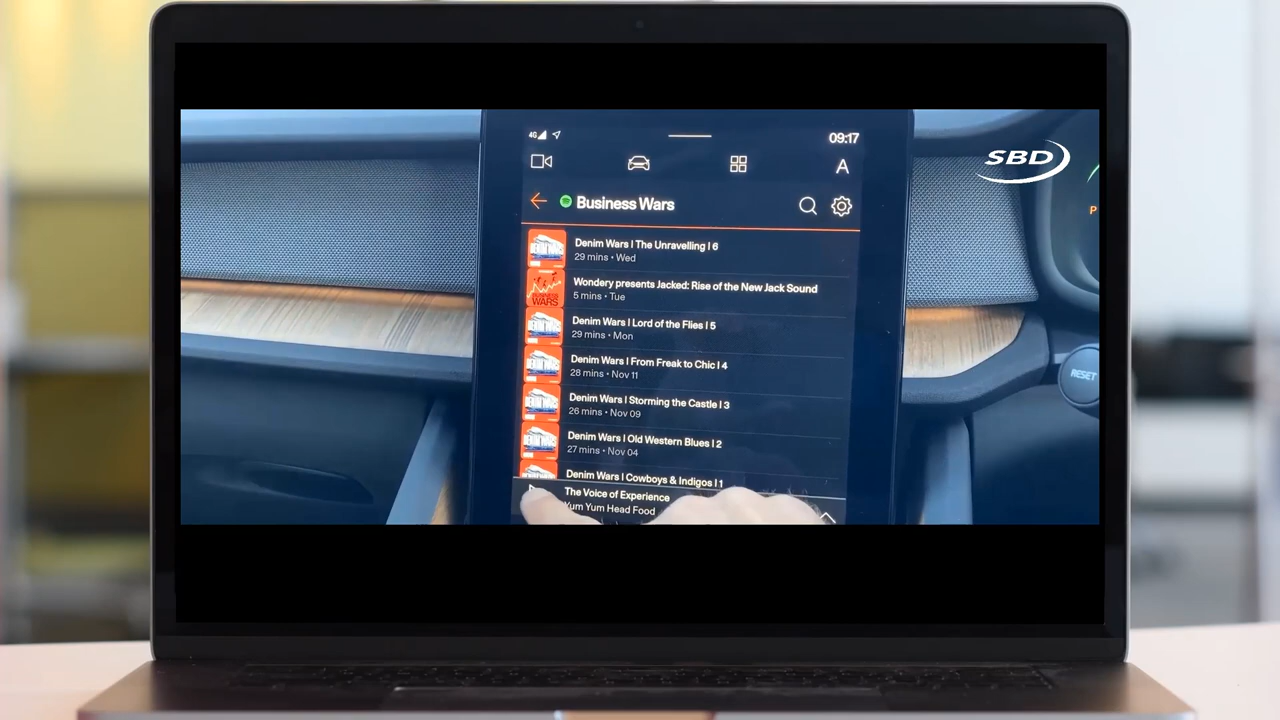 4G
09:17
SBD
A
Business Wars
P
Denim Wars | The Unravelling | 6
29 mins • Wed
Wondery presents Jacked: Rise of the New Jack Sound
5 mins • Tue
BUSINESS
WARS
Denim Wars | Lord of the Flies | 5
29 mins • Mon
Denim Wars | From Freak to Chic | 4
28 mins • Nov 11
RESET
Denim Wars | Storming the Castle | 3
26 mins • Nov 09
Denim Wars | Old Western Blues | 2
27 mins • Nov 04
Denim Wars | Cowboys & Indigos | 1
The Voice of Experience
Yum Yum Head Food